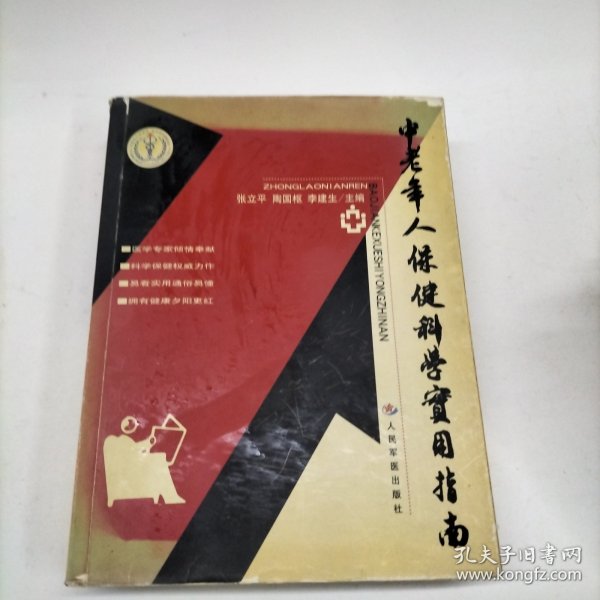 中老年人保健科學實用指南
ZHONGLAONIANREN
BAOJIANKEXUESHIYONGZHINAN
张立平 陶国枢 李建生/主编
■医学专家倾情奉献
■科学保健权威力作
■易看实用通俗易懂
■拥有健康夕阳更红
人民军医出版社
孔夫子旧书网
www.kongfz.com